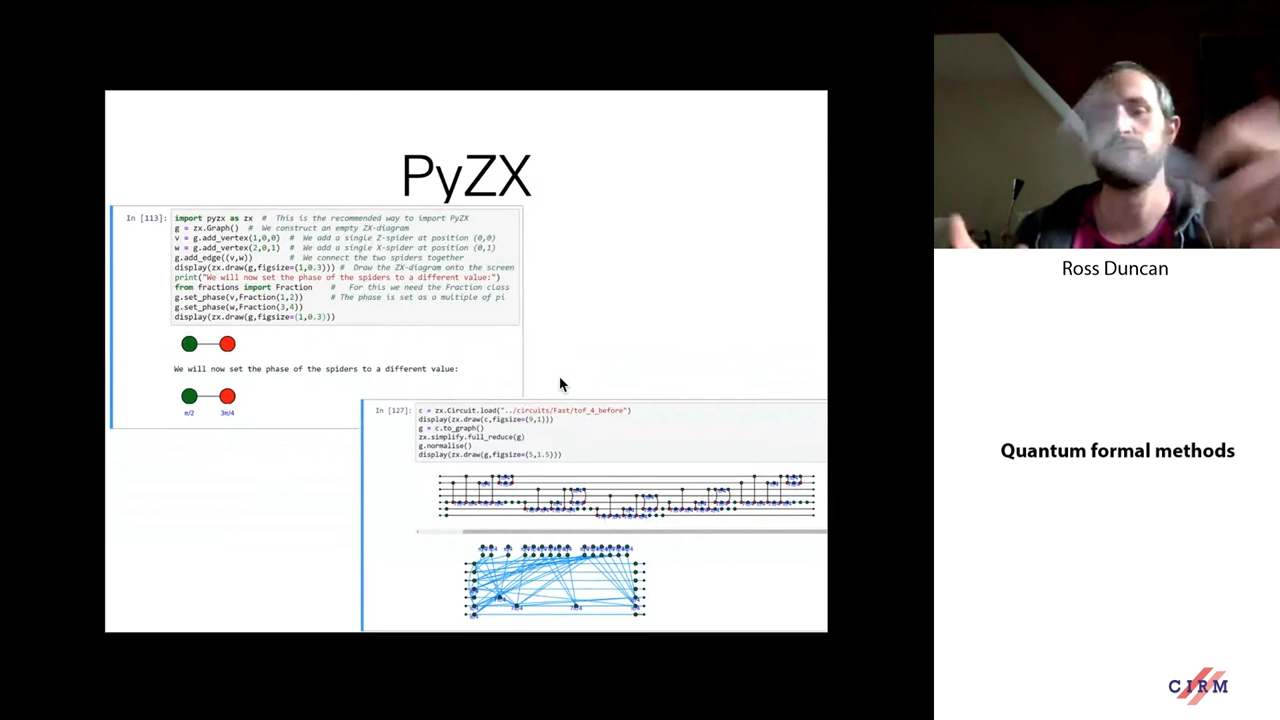 PyZX
In [113]:
import pyzx as zx  #  This is the recommended way to import PyZX
g = zx.Graph()  # We construct an empty ZX-diagram
v = g.add_vertex(1,0,0)  # We add a single Z-spider at position (0,0)
w = g.add_vertex(2,0,1)  # We add a single X-spider at position (0,1)
g.add_edge((v,w))        # We connect the two spiders together
display(zx.draw(g,figsize=(1,0.3))) # Draw the ZX-diagram onto the screen
print("We will now set the phase of the spiders to a different value:")
from fractions import Fraction   #   For this we need the Fraction class
g.set_phase(v,Fraction(1,2))     # The phase is set as a multiple of pi
g.set_phase(w,Fraction(3,4))
display(zx.draw(g,figsize=(1,0.3)))
We will now set the phase of the spiders to a different value:
π/2 3π/4
In [127]:
c = zx.Circuit.load("../circuits/Fast/tof_4_before")
display(zx.draw(c,figsize=(9,1)))
g = c.to_graph()
zx.simplify.full_reduce(g)
g.normalise()
display(zx.draw(g,figsize=(5,1.5)))
Ross Duncan
Quantum formal methods
CIRM